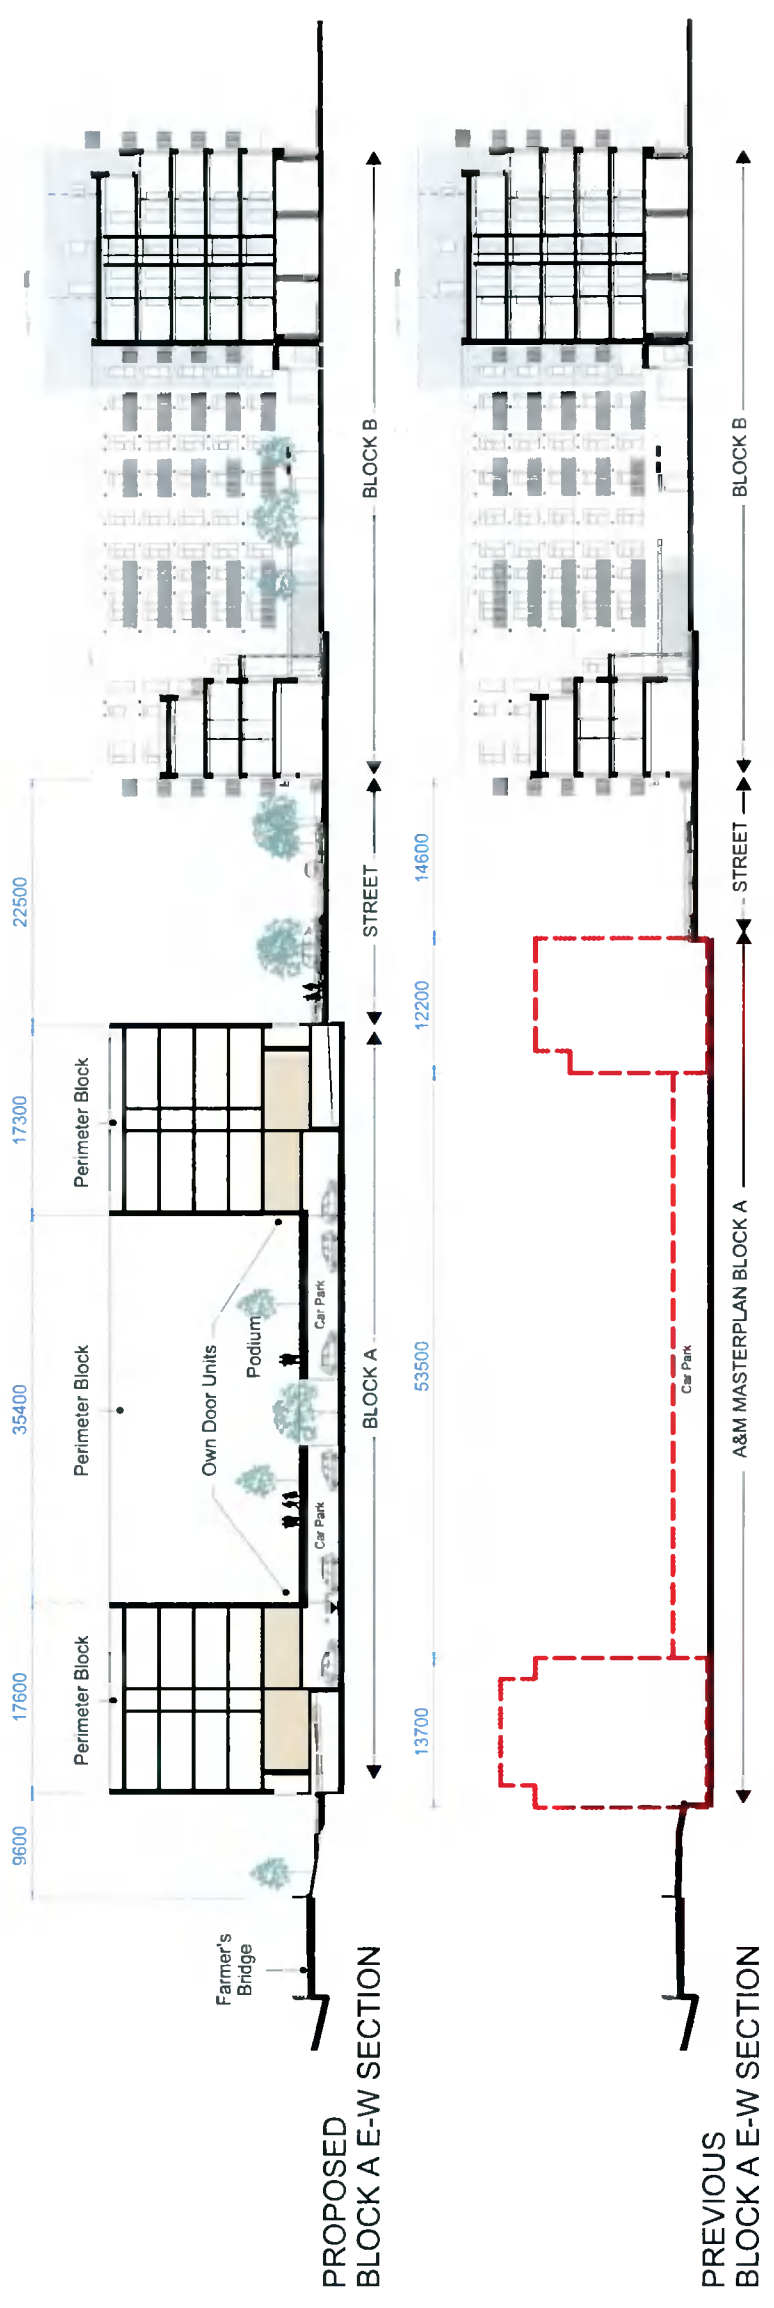 9600
17600
35400
17300
22500
Perimeter Block
Perimeter Block
Perimeter Block
Own Door Units
Podium
Farmer's
Bridge
Car Park
Car Park
BLOCK A
STREET
BLOCK B
PROPOSED
BLOCK A E-W SECTION
13700
53500
12200
14600
Car Park
A&M MASTERPLAN BLOCK A
STREET
BLOCK B
PREVIOUS
BLOCK A E-W SECTION